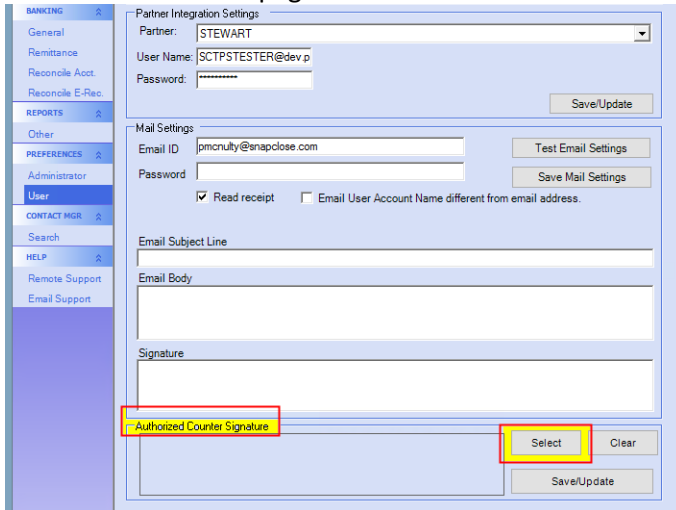 BANKING
General
Remittance
Reconcile Acct.
Reconcile E-Rec.
REPORTS
Other
PREFERENCES
Administrator
User
CONTACT MGR
Search
HELP
Remote Support
Email Support
Partner Integration Settings
Partner: STEWART
User Name: SCTPSTESTER@dev.p
Password: **********
Save/Update
Mail Settings
Email ID pmcnulty@snapclose.com Test Email Settings
Password Save Mail Settings
Read receipt Email User Account Name different from email address.
Email Subject Line
Email Body
Signature
Authorized Counter Signature
Select Clear
Save/Update